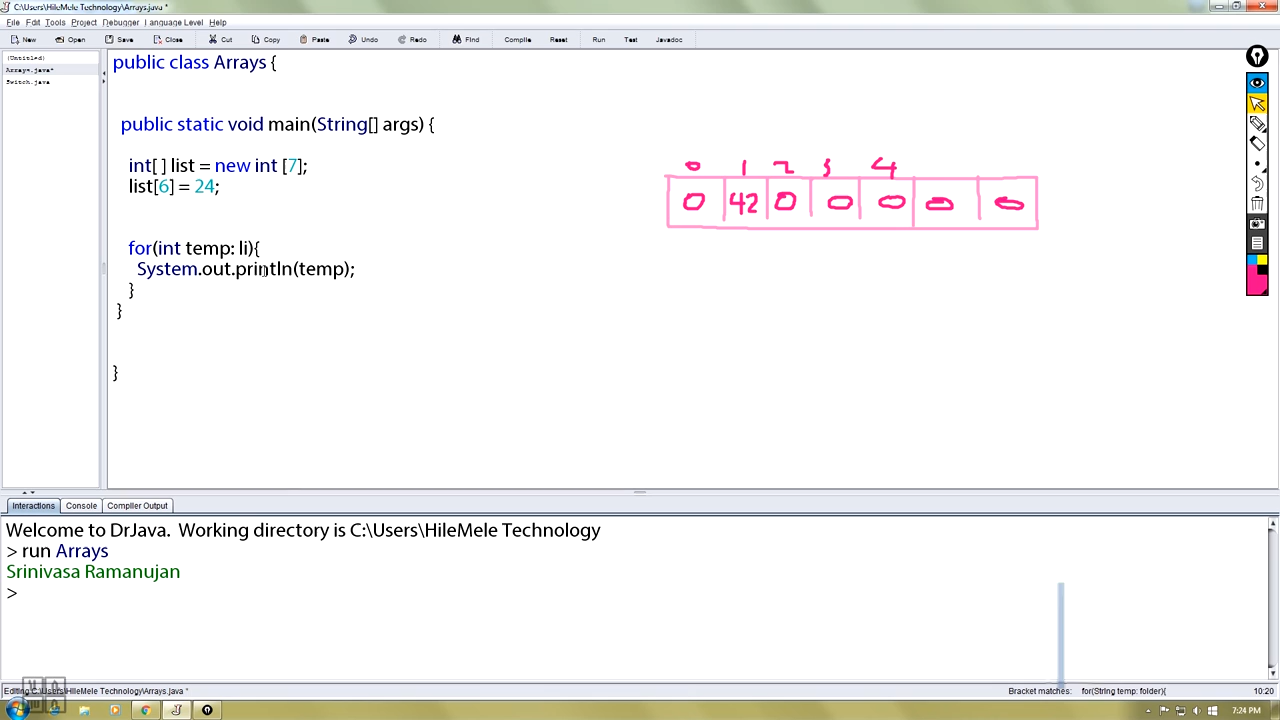 C:\Users\HileMele Technology\Arrays.java *
File Edit Tools Project Debugger Language Level Help
New Open Save Close Cut Copy Paste Undo Redo Find Compile Reset Run Test Javadoc
(Untitled)
Arrays.java*
Switch.java
public class Arrays {
public static void main(String[] args) {
int[ ] list = new int [7];
list[6] = 24;
for(int temp: li){
System.out.println(temp);
}
}
}
0 1 2 3 4
0 42 0 0 0 0 0
Interactions Console Compiler Output
Welcome to DrJava. Working directory is C:\Users\HileMele Technology
> run Arrays
Srinivasa Ramanujan
>
Editing C:\Users\HileMele Technology\Arrays.java * Bracket matches: for(String temp: folder){ 10:20
7:24 PM